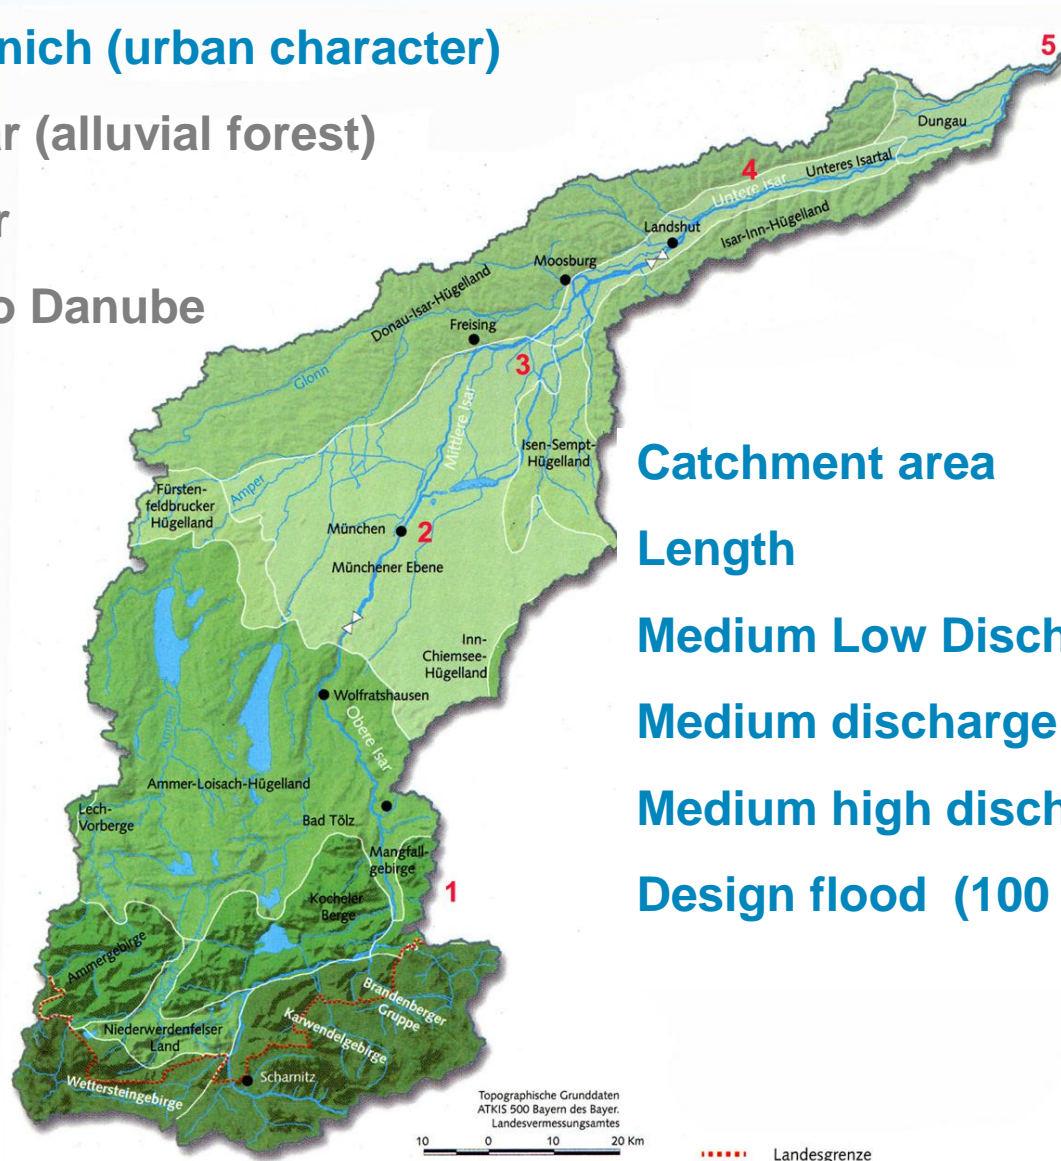 nich (urban character)
r (alluvial forest)
r
o Danube
5
Dungau
4
Unteres Isartal
Untere Isar
Landshut
Isar-Inn-Hügelland
Moosburg
Donau-Isar-Hügelland
Freising
3
Glonn
Mittlere Isar
Isen-Sempt-
Hügelland
Catchment area
Fürsten-
feldbrucker
Hügelland
Amper
München
2
Length
Münchener Ebene
Medium Low Disch
Inn-
Chiemsee-
Hügelland
Wolfratshausen
Obere Isar
Medium discharge
Ammer-Loisach-Hügelland
Lech-
Vorberge
Bad Tölz
Medium high disch
Mangfall-
gebirge
Kocheler
Berge
1
Design flood (100
Ammergebirge
Brandenberger
Gruppe
Niederwerdenfelser
Land
Karwendelgebirge
Wettersteingebirge
Scharnitz
Topographische Grunddaten
ATKIS 500 Bayern des Bayer.
Landesvermessungsamtes
10 0 10 20 Km
Landesgrenze